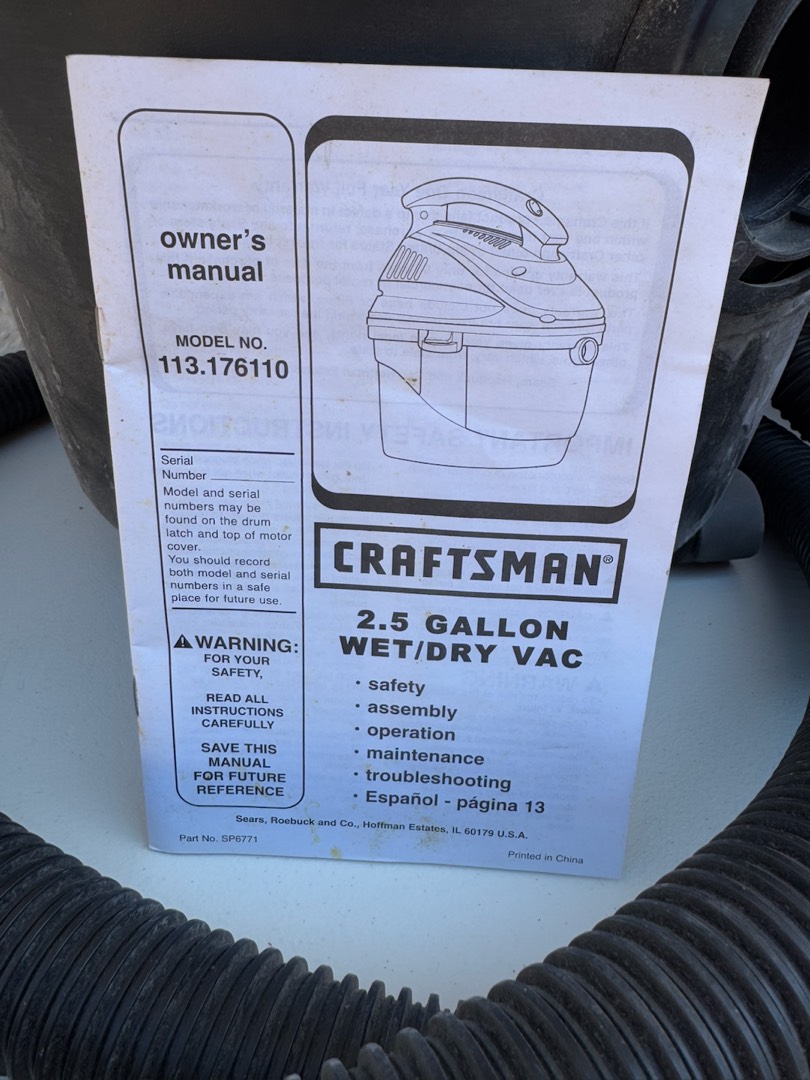 owner's
manual
MODEL NO.
113.176110
Serial
Number
Model and serial
numbers may be
found on the drum
latch and top of motor
cover.
You should record
both model and serial
numbers in a safe
place for future use.
WARNING:
FOR YOUR
SAFETY,
READ ALL
INSTRUCTIONS
CAREFULLY
SAVE THIS
MANUAL
FOR FUTURE
REFERENCE
CRAFTSMAN®
2.5 GALLON
WET/DRY VAC
• safety
• assembly
• operation
• maintenance
• troubleshooting
• Español - página 13
Sears, Roebuck and Co., Hoffman Estates, IL 60179 U.S.A.
Part No. SP6771
Printed in China